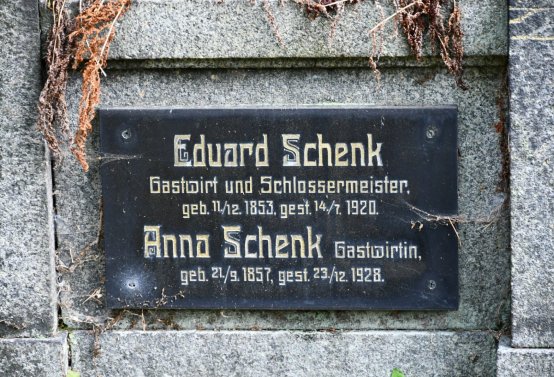 Eduard Schenk
Gastwirt und Schlossermeister,
geb. 11/12. 1853, gest. 14/7. 1920.
Anna Schenk Gastwirtin,
geb. 21/9. 1857, gest. 23/12. 1928.